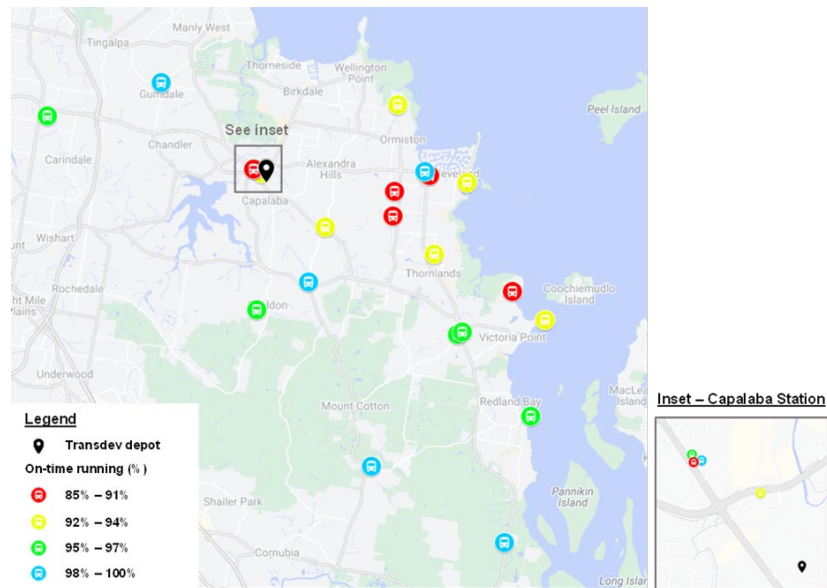 Manly West
Tingalpa
Thorneside
Wellington
Point
Gumdale
Birkdale
Peel Island
See inset
Ormiston
Chandler
Carindale
Alexandra
Hills
Capalaba
Wishart
Thornlands
Coochiemudlo
Island
Rochedale
Victoria Point
Underwood
Mount Cotton
Redland Bay
Island
Inset – Capalaba Station
Legend
Transdev depot
On-time running (%)
85% – 91%
92% – 94%
95% – 97%
98% – 100%
Shailer Park
Cornubia
Pannikin
Island